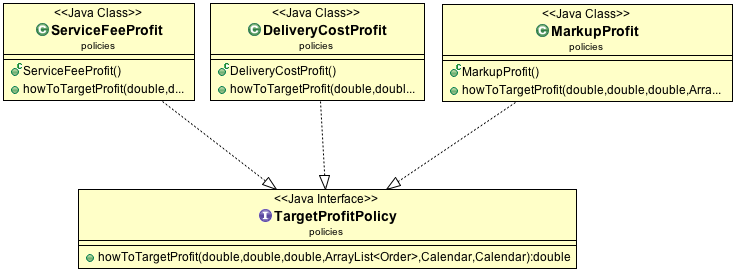 <<Java Class>>
C ServiceFeeProfit
policies
C ServiceFeeProfit()
howToTargetProfit(double,d...
<<Java Class>>
C DeliveryCostProfit
policies
C DeliveryCostProfit()
howToTargetProfit(double,doubl...
<<Java Class>>
C MarkupProfit
policies
C MarkupProfit()
howToTargetProfit(double,double,double,Arra...
<<Java Interface>>
I TargetProfitPolicy
policies
howToTargetProfit(double,double,double,ArrayList<Order>,Calendar,Calendar):double